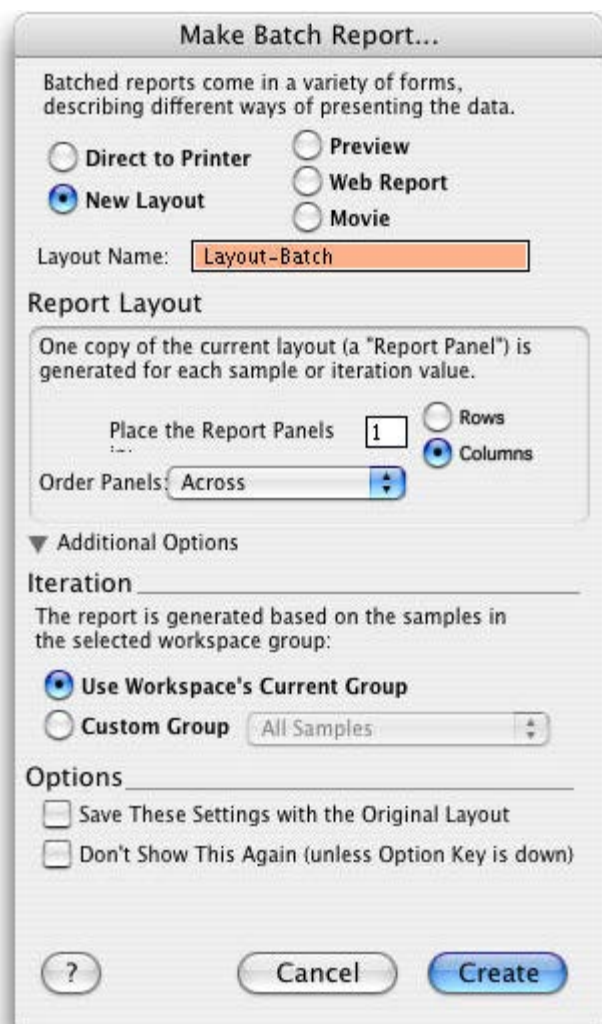 Make Batch Report...
Batched reports come in a variety of forms,
describing different ways of presenting the data.
Direct to Printer
Preview
New Layout
Web Report
Movie
Layout Name: Layout-Batch
Report Layout
One copy of the current layout (a "Report Panel") is
generated for each sample or iteration value.
Place the Report Panels 1 Rows
Columns
Order Panels: Across
Additional Options
Iteration
The report is generated based on the samples in
the selected workspace group:
Use Workspace's Current Group
Custom Group All Samples
Options
Save These Settings with the Original Layout
Don't Show This Again (unless Option Key is down)
? Cancel Create